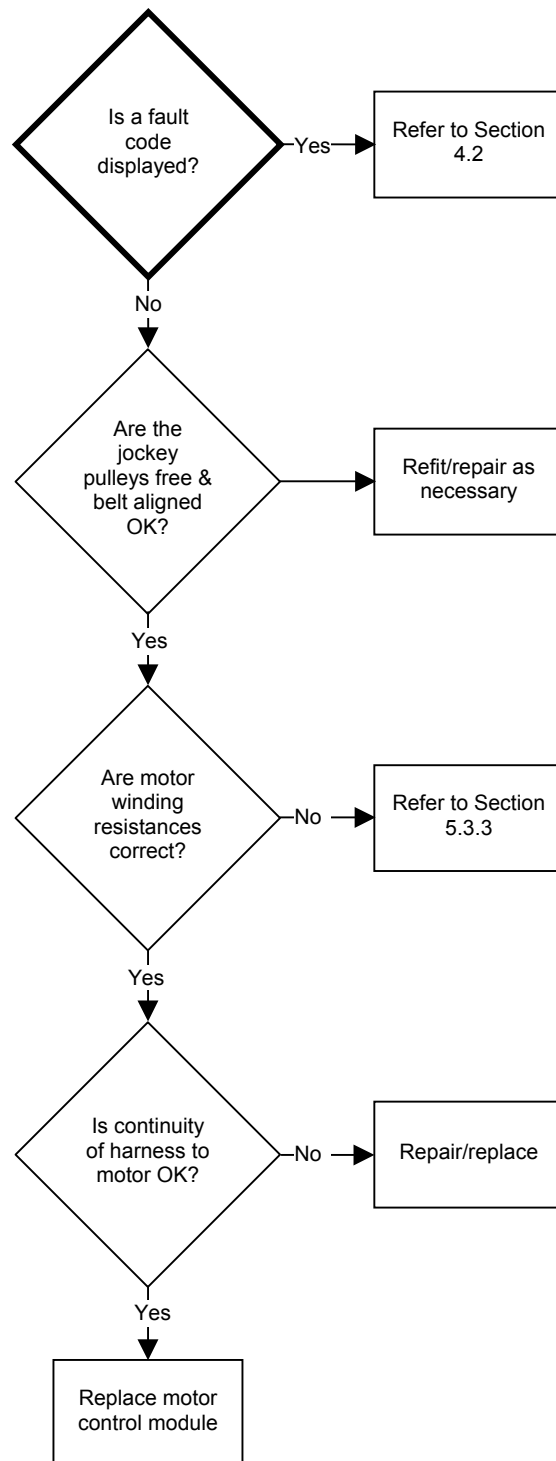 Is a fault
code
displayed?
Yes
Refer to Section
4.2
No
Are the
jockey
pulleys free &
belt aligned
OK?
Refit/repair as
necessary
Yes
Are motor
winding
resistances
correct?
No
Refer to Section
5.3.3
Yes
Is continuity
of harness to
motor OK?
No
Repair/replace
Yes
Replace motor
control module